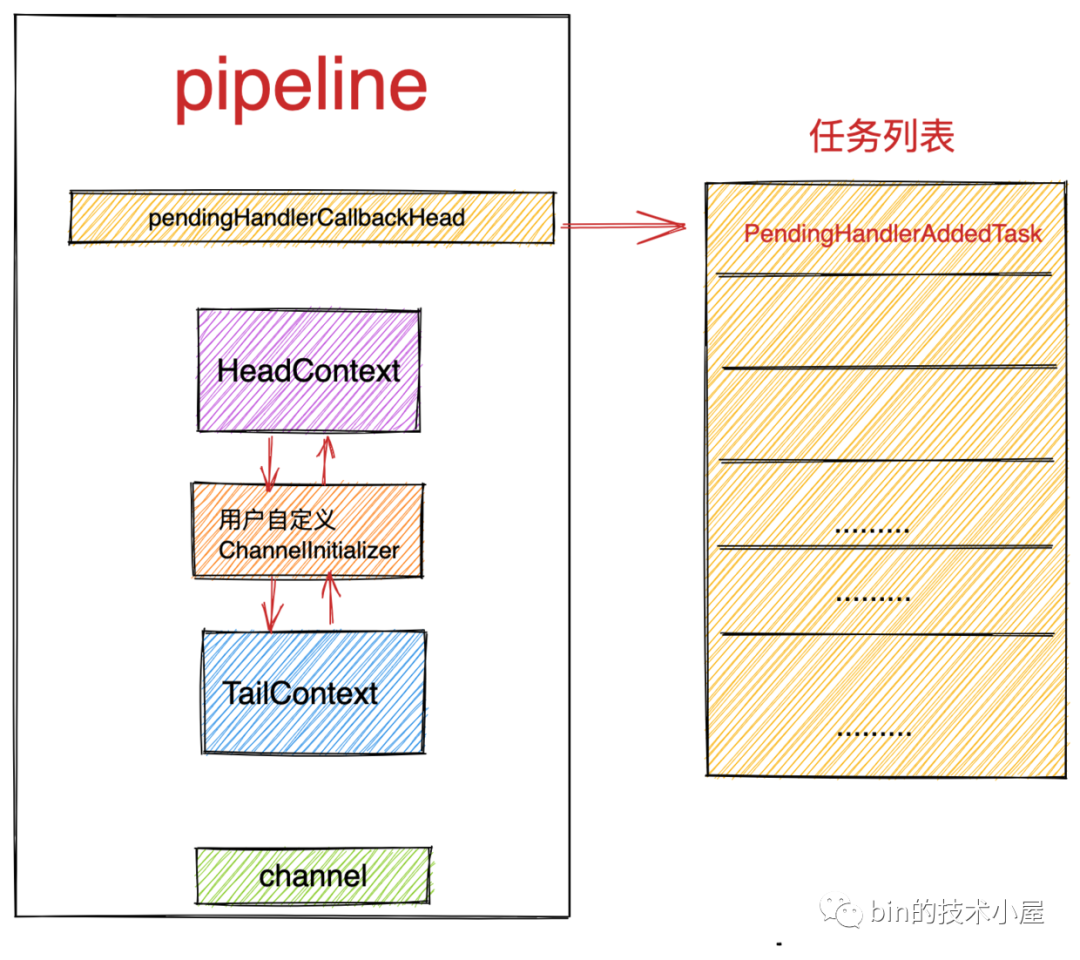 pipeline
pendingHandlerCallbackHead
HeadContext
用户自定义
ChannelInitializer
TailContext
channel
任务列表
PendingHandlerAddedTask
.........
.........
.........
bin的技术小屋
-